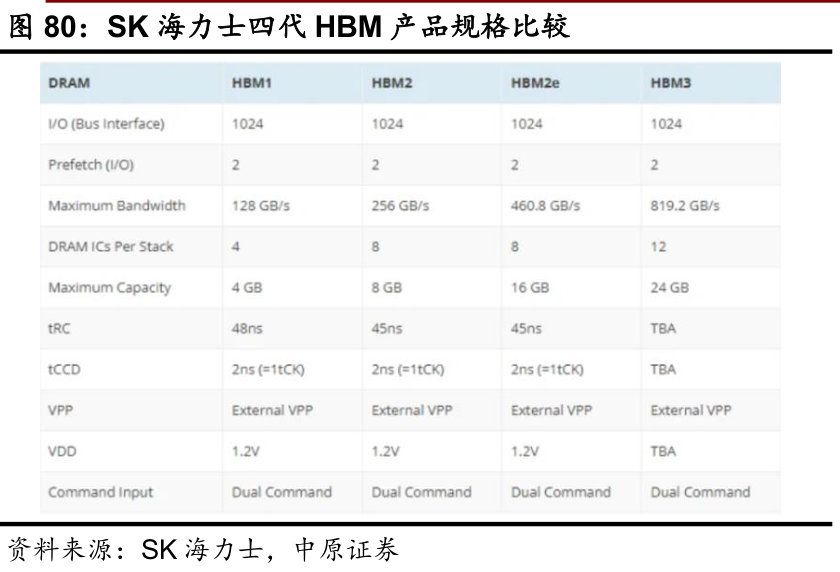 图 80：SK 海力士四代 HBM 产品规格比较
DRAM HBM1 HBM2 HBM2e HBM3
I/O (Bus Interface) 1024 1024 1024 1024
Prefetch (I/O) 2 2 2 2
Maximum Bandwidth 128 GB/s 256 GB/s 460.8 GB/s 819.2 GB/s
DRAM ICs Per Stack 4 8 8 12
Maximum Capacity 4 GB 8 GB 16 GB 24 GB
tRC 48ns 45ns 45ns TBA
tCCD 2ns (=1tCK) 2ns (=1tCK) 2ns (=1tCK) TBA
VPP External VPP External VPP External VPP External VPP
VDD 1.2V 1.2V 1.2V TBA
Command Input Dual Command Dual Command Dual Command Dual Command
资料来源：SK 海力士，中原证券